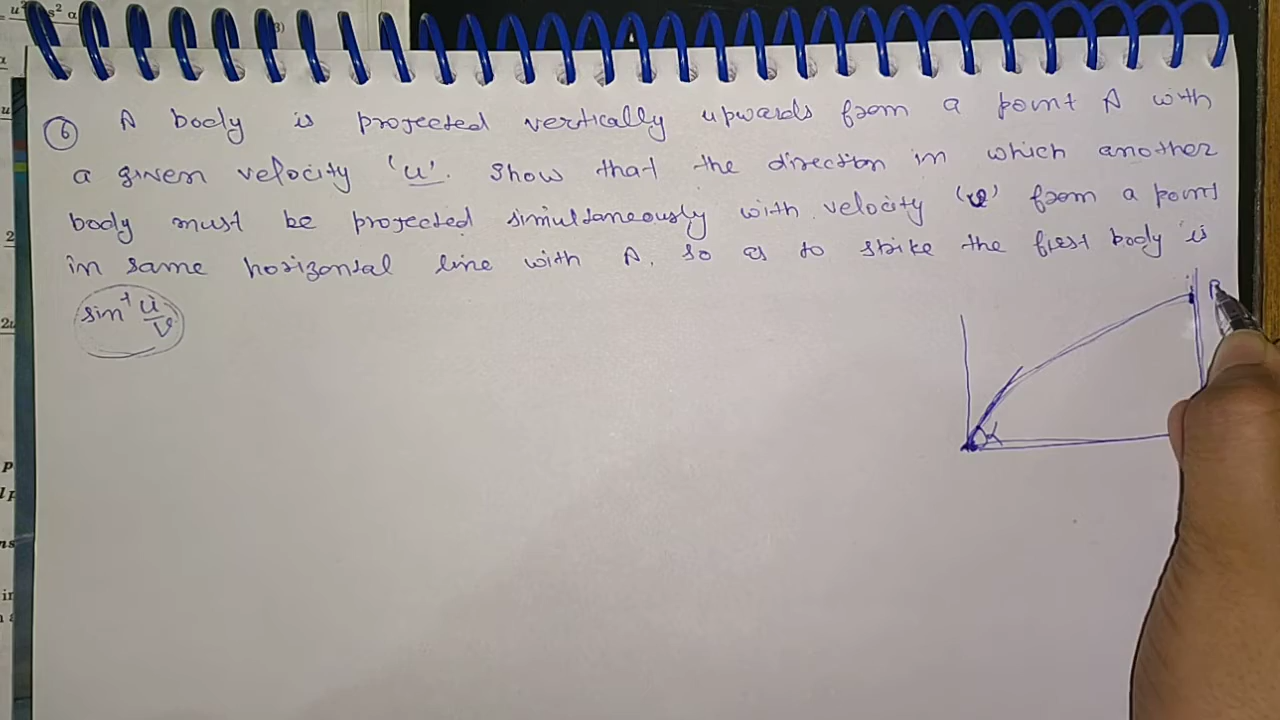 6 A body is projected vertically upwards from a point A with
a given velocity 'u'. Show that the direction in which another
body must be projected simultaneously with velocity 'v' from a point
in same horizontal line with A. so as to strike the first body is
sin⁻¹ u/V
α